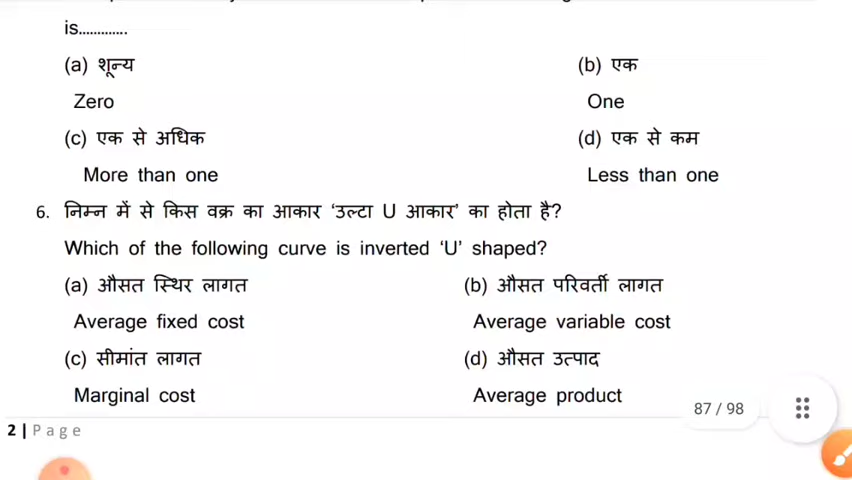 is.............
(a) शून्य (b) एक
Zero One
(c) एक से अधिक (d) एक से कम
More than one Less than one
6. निम्न में से किस वक्र का आकार ‘उल्टा U आकार’ का होता है?
Which of the following curve is inverted ‘U’ shaped?
(a) औसत स्थिर लागत (b) औसत परिवर्ती लागत
Average fixed cost Average variable cost
(c) सीमांत लागत (d) औसत उत्पाद
Marginal cost Average product
87 / 98
2 | Page